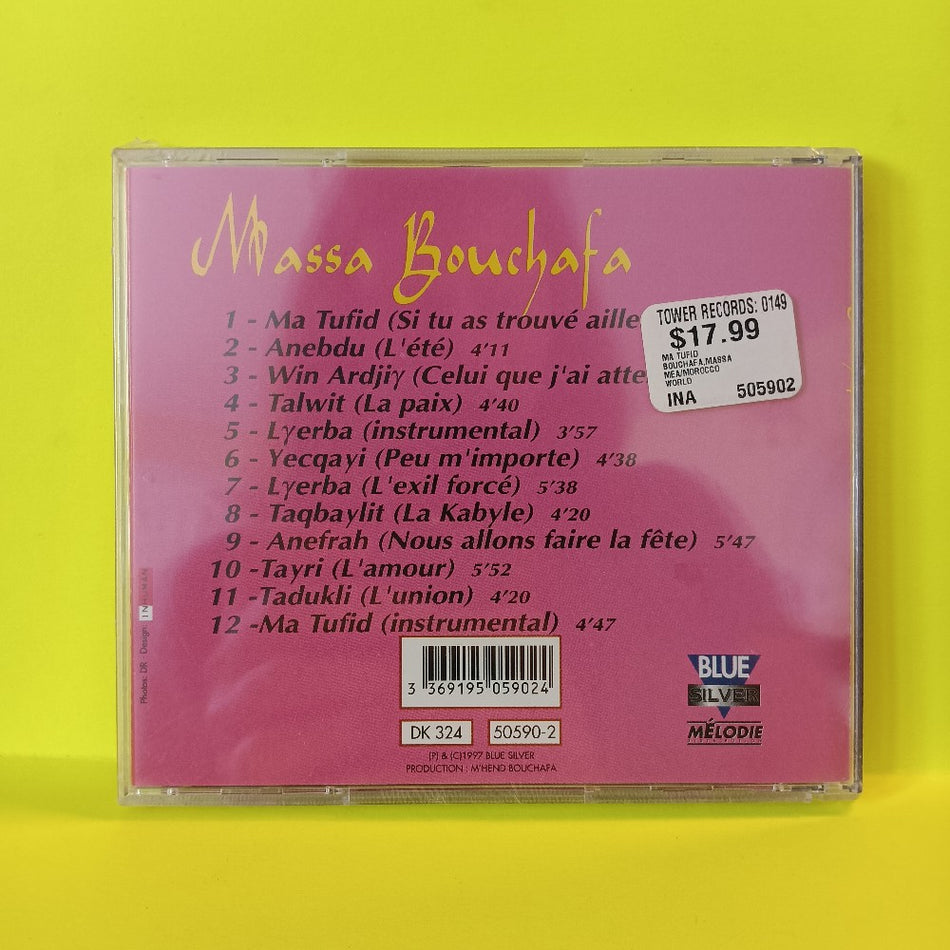 Massa Bouchafa
1 - Ma Tufid (Si tu as trouvé aille
2 - Anebdu (L'été) 4'11
3 - Win Ardjiγ (Celui que j'ai atte
4 - Talwit (La paix) 4'40
5 - Lγerba (instrumental) 3'57
6 - Yecqayi (Peu m'importe) 4'38
7 - Lγerba (L'exil forcé) 5'38
8 - Taqbaylit (La Kabyle) 4'20
9 - Anefrah (Nous allons faire la fête) 5'47
10 -Tayri (L'amour) 5'52
11 -Tadukli (L'union) 4'20
12 -Ma Tufid (instrumental) 4'47
TOWER RECORDS: 0149
$17.99
MA TUFID
BOUCHAFA,MASSA
MEA/MOROCCO
WORLD
INA 505902
Photos: DR Design INHUMAN
3 369195 059024
DK 324 50590-2
(P) & (C)1997 BLUE SILVER
PRODUCTION : M'HEND BOUCHAFA
BLUE
SILVER
MÉLODIE